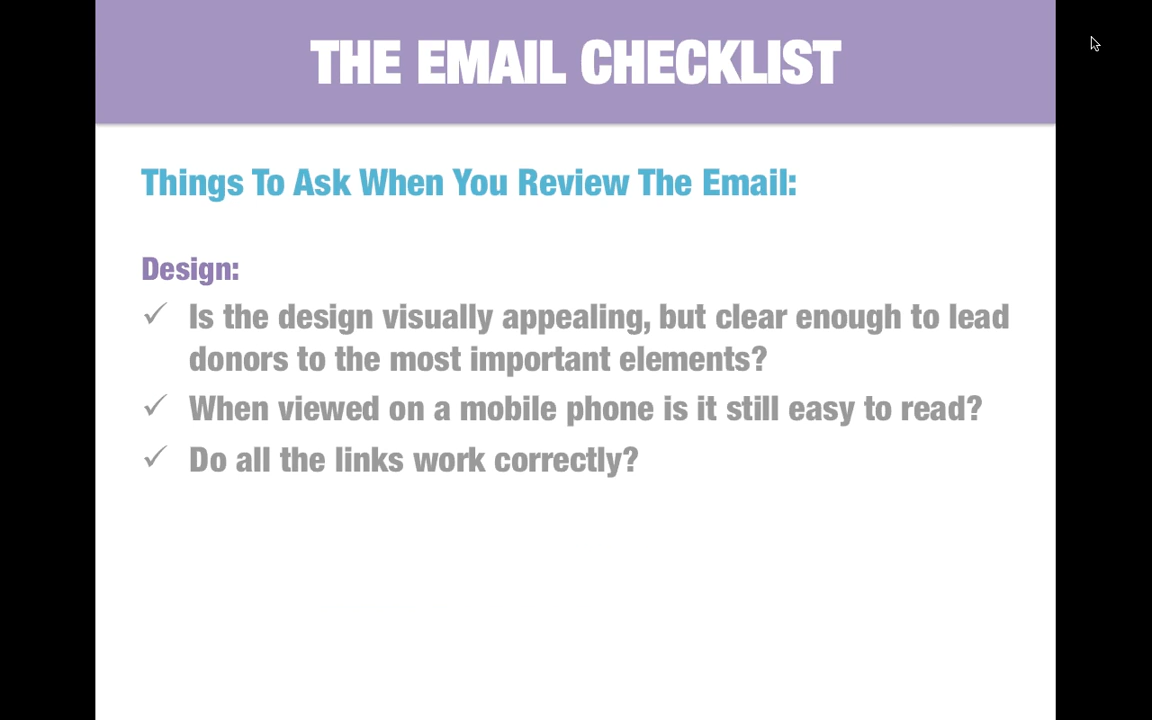 THE EMAIL CHECKLIST
Things To Ask When You Review The Email:
Design:
✓ Is the design visually appealing, but clear enough to lead
donors to the most important elements?
✓ When viewed on a mobile phone is it still easy to read?
✓ Do all the links work correctly?